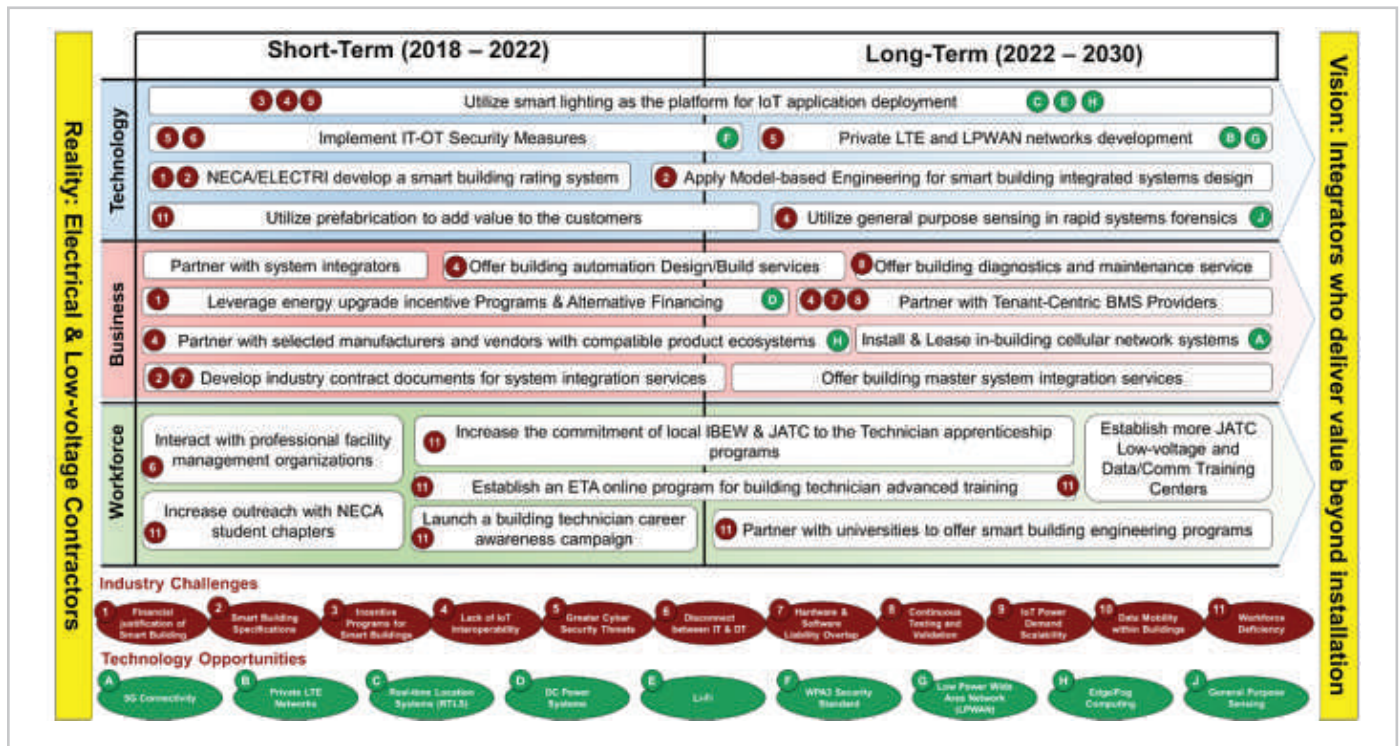 Reality: Electrical & Low-voltage Contractors
Short-Term (2018 – 2022)
Long-Term (2022 – 2030)
Technology
3 4 9 Utilize smart lighting as the platform for IoT application deployment C E H
5 6 Implement IT-OT Security Measures F
5 Private LTE and LPWAN networks development B G
1 2 NECA/ELECTRI develop a smart building rating system
2 Apply Model-based Engineering for smart building integrated systems design
11 Utilize prefabrication to add value to the customers
4 Utilize general purpose sensing in rapid systems forensics J
Business
Partner with system integrators
4 Offer building automation Design/Build services
8 Offer building diagnostics and maintenance service
1 Leverage energy upgrade incentive Programs & Alternative Financing D
4 7 8 Partner with Tenant-Centric BMS Providers
4 Partner with selected manufacturers and vendors with compatible product ecosystems H
Install & Lease in-building cellular network systems A
2 7 Develop industry contract documents for system integration services
Offer building master system integration services
Workforce
Interact with professional facility
management organizations
6
11 Increase the commitment of local IBEW & JATC to the Technician apprenticeship
programs
Establish more JATC
Low-voltage and
Data/Comm Training
Centers
11 Establish an ETA online program for building technician advanced training 11
Increase outreach with NECA
11 student chapters
Launch a building technician career
11 awareness campaign
11 Partner with universities to offer smart building engineering programs
Industry Challenges
1 Financial
justification of
Smart Building
2 Smart Building
Specifications
3 Incentive
Programs for
Smart Buildings
4 Lack of IoT
Interoperability
5 Greater Cyber
Security Threats
6 Disconnect
between IT & OT
7 Hardware &
Software
Liability Overlap
8 Continuous
Testing and
Validation
9 IoT Power
Demand
Scalability
10 Data Mobility
within Buildings
11 Workforce
Deficiency
Technology Opportunities
A 5G Connectivity
B Private LTE
Networks
C Real-time Location
Systems (RTLS)
D DC Power
Systems
E Li-Fi
F WPA3 Security
Standard
G Low Power Wide
Area Network
(LPWAN)
H Edge/Fog
Computing
J General Purpose
Sensing
Vision: Integrators who deliver value beyond installation